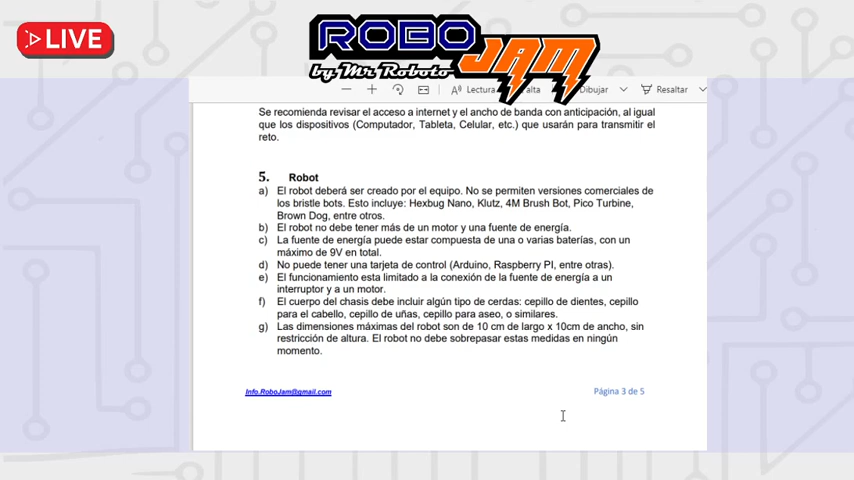 LIVE
ROBO
JAM
by Mr Roboto
Lectura
alta
Dibujar
Resaltar
Se recomienda revisar el acceso a internet y el ancho de banda con anticipación, al igual
que los dispositivos (Computador, Tableta, Celular, etc.) que usarán para transmitir el
reto.
5. Robot
a) El robot deberá ser creado por el equipo. No se permiten versiones comerciales de
los bristle bots. Esto incluye: Hexbug Nano, Klutz, 4M Brush Bot, Pico Turbine,
Brown Dog, entre otros.
b) El robot no debe tener más de un motor y una fuente de energía.
c) La fuente de energía puede estar compuesta de una o varias baterías, con un
máximo de 9V en total.
d) No puede tener una tarjeta de control (Arduino, Raspberry PI, entre otras).
e) El funcionamiento esta limitado a la conexión de la fuente de energía a un
interruptor y a un motor.
f) El cuerpo del chasis debe incluir algún tipo de cerdas: cepillo de dientes, cepillo
para el cabello, cepillo de uñas, cepillo para aseo, o similares.
g) Las dimensiones máximas del robot son de 10 cm de largo x 10cm de ancho, sin
restricción de altura. El robot no debe sobrepasar estas medidas en ningún
momento.
Info.RoboJam@gmail.com
Página 3 de 5